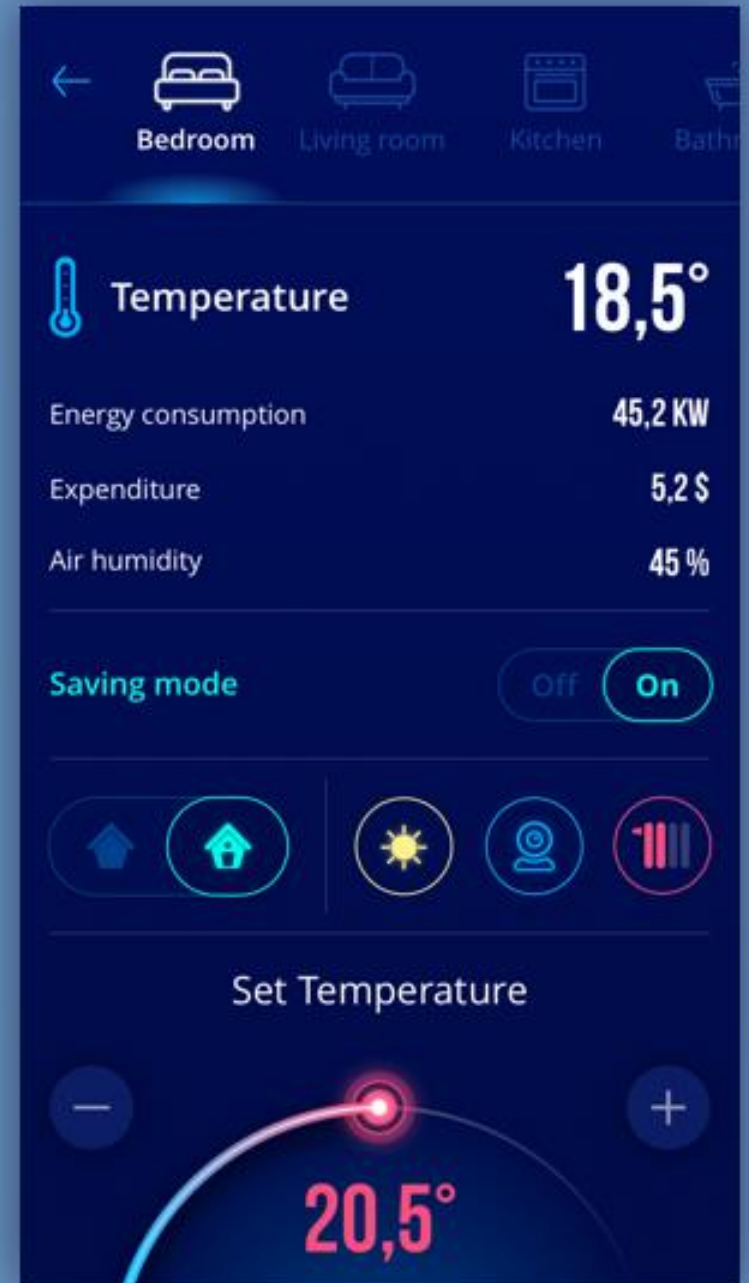 Bedroom
Living room
Kitchen
Bathr
Temperature 18,5°
Energy consumption 45,2 KW
Expenditure 5,2 $
Air humidity 45 %
Saving mode Off On
Set Temperature
20,5°